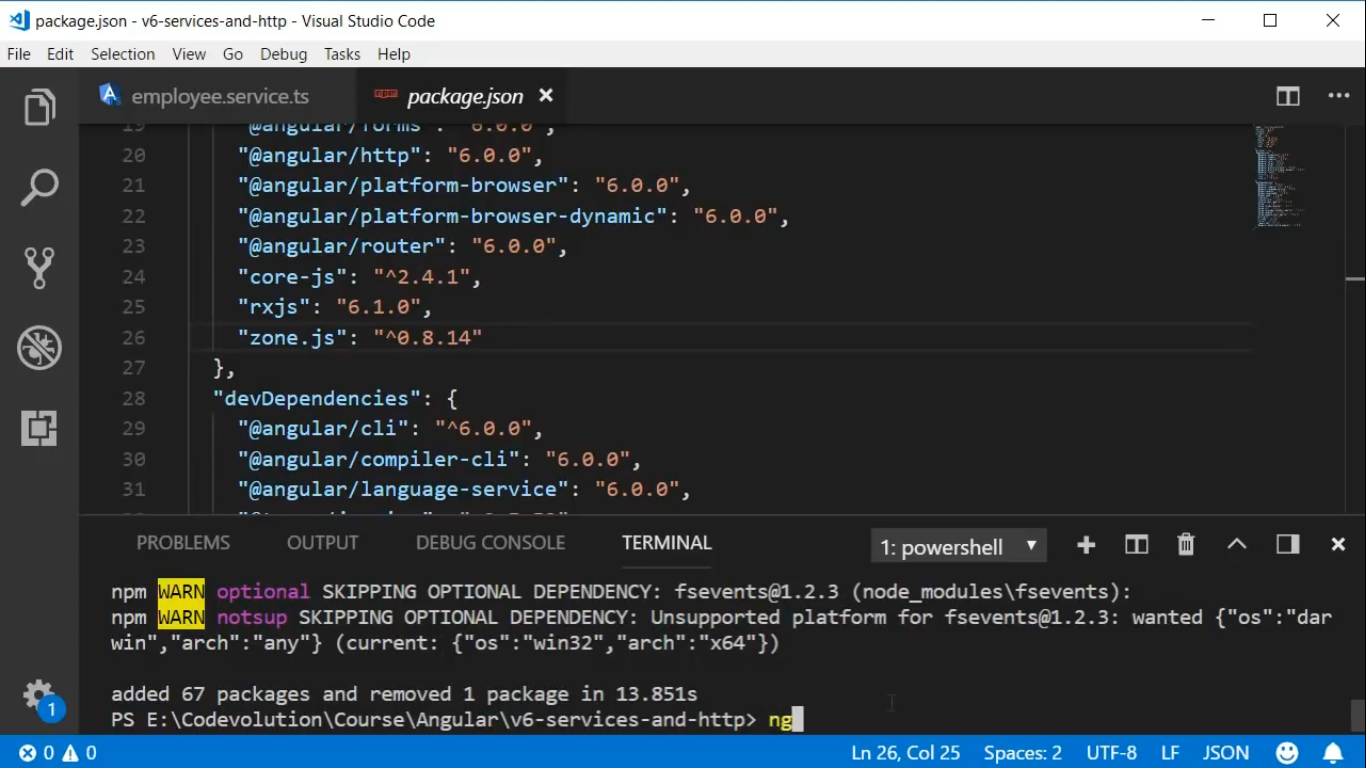 package.json - v6-services-and-http - Visual Studio Code
File Edit Selection View Go Debug Tasks Help
employee.service.ts package.json
19 "@angular/forms": "6.0.0",
20 "@angular/http": "6.0.0",
21 "@angular/platform-browser": "6.0.0",
22 "@angular/platform-browser-dynamic": "6.0.0",
23 "@angular/router": "6.0.0",
24 "core-js": "^2.4.1",
25 "rxjs": "6.1.0",
26 "zone.js": "^0.8.14"
27 },
28 "devDependencies": {
29 "@angular/cli": "^6.0.0",
30 "@angular/compiler-cli": "6.0.0",
31 "@angular/language-service": "6.0.0",
PROBLEMS OUTPUT DEBUG CONSOLE TERMINAL 1: powershell
npm WARN optional SKIPPING OPTIONAL DEPENDENCY: fsevents@1.2.3 (node_modules\fsevents):
npm WARN notsup SKIPPING OPTIONAL DEPENDENCY: Unsupported platform for fsevents@1.2.3: wanted {"os":"dar
win","arch":"any"} (current: {"os":"win32","arch":"x64"})
added 67 packages and removed 1 package in 13.851s
PS E:\Codevolution\Course\Angular\v6-services-and-http> ng
1
0 0 Ln 26, Col 25 Spaces: 2 UTF-8 LF JSON